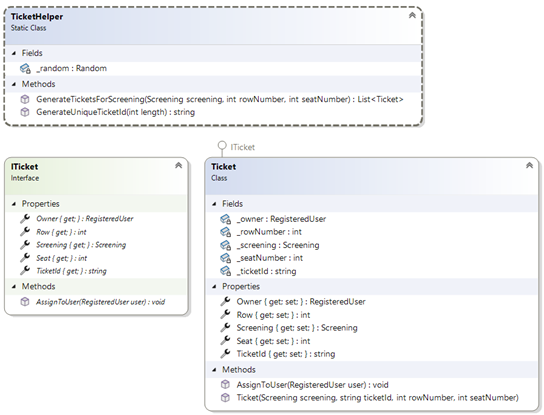 TicketHelper
Static Class
Fields
_random : Random
Methods
GenerateTicketsForScreening(Screening screening, int rowNumber, int seatNumber) : List<Ticket>
GenerateUniqueTicketId(int length) : string
ITicket
Interface
Properties
Owner { get; } : RegisteredUser
Row { get; } : int
Screening { get; } : Screening
Seat { get; } : int
TicketId { get; } : string
Methods
AssignToUser(RegisteredUser user) : void
ITicket
Ticket
Class
Fields
_owner : RegisteredUser
_rowNumber : int
_screening : Screening
_seatNumber : int
_ticketId : string
Properties
Owner { get; set; } : RegisteredUser
Row { get; set; } : int
Screening { get; set; } : Screening
Seat { get; set; } : int
TicketId { get; set; } : string
Methods
AssignToUser(RegisteredUser user) : void
Ticket(Screening screening, string ticketId, int rowNumber, int seatNumber)